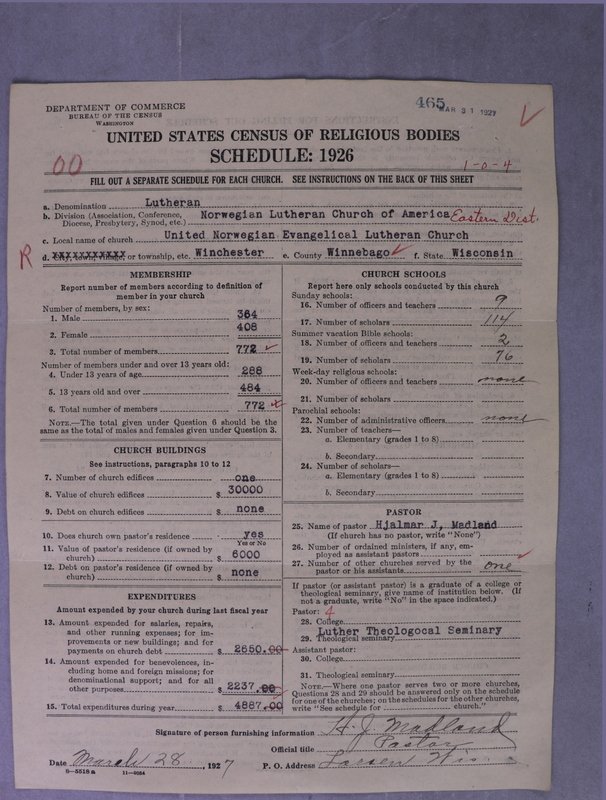 DEPARTMENT OF COMMERCE
BUREAU OF THE CENSUS
WASHINGTON
465
MAR 31 1927
UNITED STATES CENSUS OF RELIGIOUS BODIES
SCHEDULE: 1926
00
1-0-4
FILL OUT A SEPARATE SCHEDULE FOR EACH CHURCH. SEE INSTRUCTIONS ON THE BACK OF THIS SHEET
a. Denomination Lutheran
b. Division (Association, Conference, Diocese, Presbytery, Synod, etc.) Norwegian Lutheran Church of America Eastern Dist.
c. Local name of church United Norwegian Evangelical Lutheran Church
R
d. City, town, village, or township, etc. Winchester e. County Winnebago f. State Wisconsin
MEMBERSHIP
Report number of members according to definition of
member in your church
Number of members, by sex:
1. Male 364
2. Female 408
3. Total number of members 772
Number of members under and over 13 years old:
4. Under 13 years of age 288
5. 13 years old and over 484
6. Total number of members 772
NOTE.—The total given under Question 6 should be
same as the total of males and females given under Question 3.
CHURCH BUILDINGS
See instructions, paragraphs 10 to 12
7. Number of church edifices one
8. Value of church edifices $ 30000
9. Debt on church edifices $ none
10. Does church own pastor's residence? yes
Yes or No
11. Value of pastor's residence (if owned by
church) $ 6000
12. Debt on pastor's residence (if owned by
church) $ none
EXPENDITURES
Amount expended by your church during last fiscal year
13. Amount expended for salaries, repairs,
and other running expenses; for im-
provements or new buildings; and for
payments on church debt $ 2650.00
14. Amount expended for benevolences, in-
cluding home and foreign missions; for
denominational support; and for all
other purposes $ 2237.00
15. Total expenditures during year $ 4887.00
CHURCH SCHOOLS
Report here only schools conducted by this church
Sunday schools:
16. Number of officers and teachers 9
17. Number of scholars 114
Summer vacation Bible schools:
18. Number of officers and teachers 2
19. Number of scholars 76
Week-day religious schools:
20. Number of officers and teachers none
21. Number of scholars
Parochial schools:
22. Number of administrative officers none
23. Number of teachers—
a. Elementary (grades 1 to 8)
b. Secondary
24. Number of scholars—
a. Elementary (grades 1 to 8)
b. Secondary
PASTOR
25. Name of pastor Hjalmar J, Madland
(If church has no pastor, write "None")
26. Number of ordained ministers, if any, em-
ployed as assistant pastors
27. Number of other churches served by the
pastor or his assistants one
If pastor (or assistant pastor) is a graduate of a college or
theological seminary, give name of institution below. (If
not a graduate, write "No" in the space indicated.)
Pastor: 4
28. College
29. Theological seminary Luther Theologocal Seminary
Assistant pastor:
30. College
31. Theological seminary
NOTE.—Where one pastor serves two or more churches,
Questions 28 and 29 should be answered only on the schedule
for one of the churches; on the schedules for the other churches,
write "See schedule for church."
Signature of person furnishing information H. J. Madland
Official title Pastor
Date March 28, 1927 P. O. Address Larsen Wis.
8-5518 a 11-9024